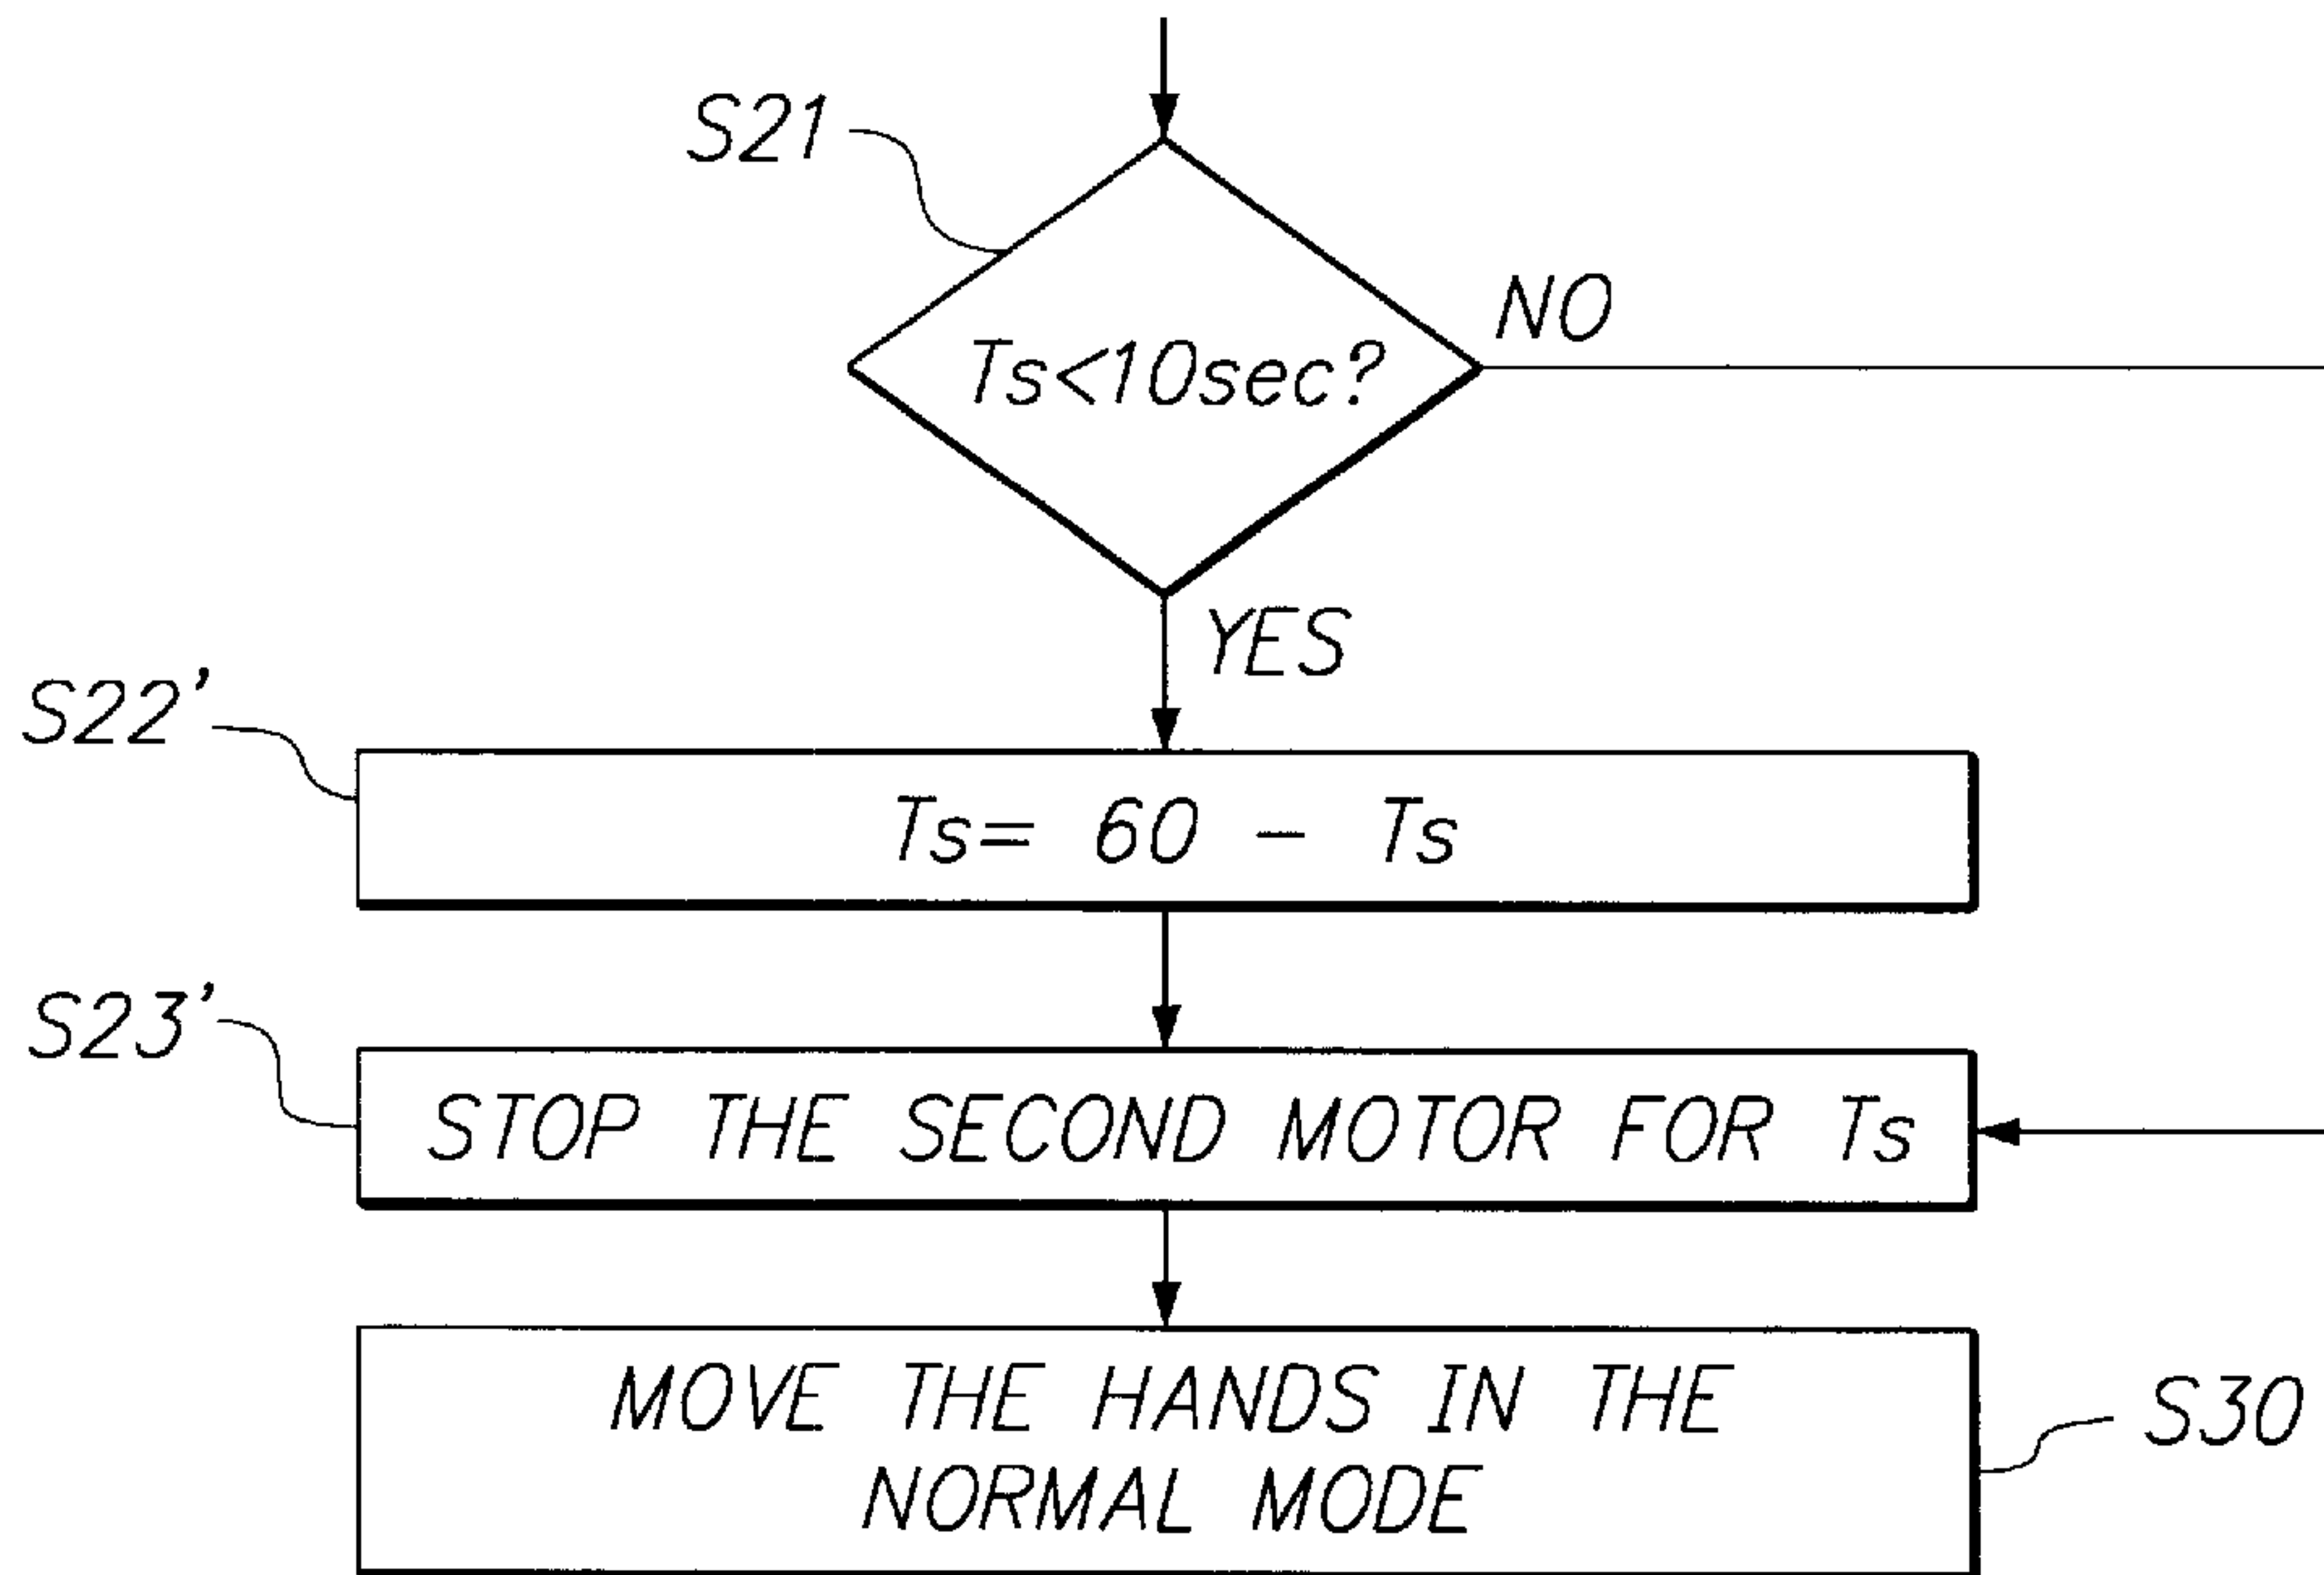 S21
NO
Ts<10sec?
YES
S22'
Ts= 60 – Ts
S23'
STOP THE SECOND MOTOR FOR Ts
MOVE THE HANDS IN THE
NORMAL MODE
S30